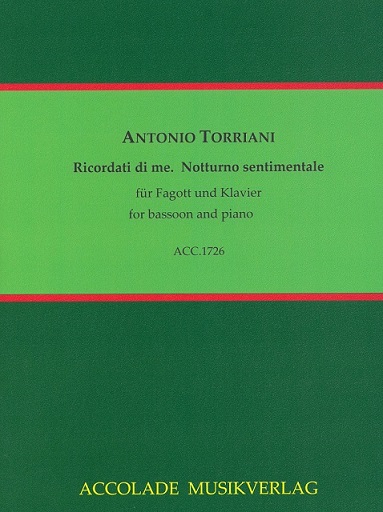 ANTONIO TORRIANI
Ricordati di me. Notturno sentimentale
für Fagott und Klavier
for bassoon and piano
ACC.1726
ACCOLADE MUSIKVERLAG